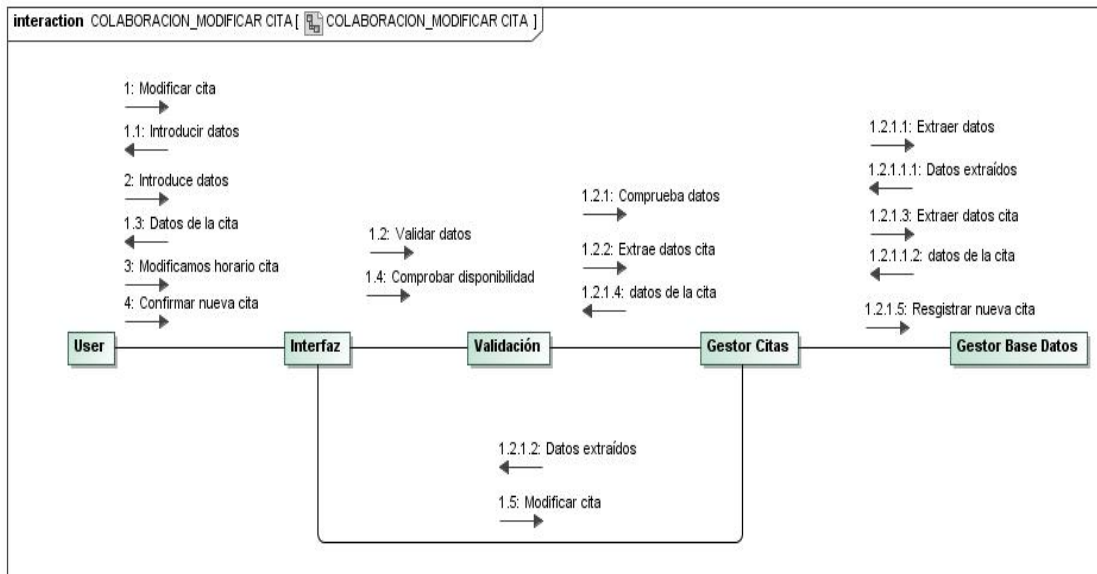 interaction COLABORACION_MODIFICAR CITA [ COLABORACION_MODIFICAR CITA ]
1: Modificar cita
1.1: Introducir datos
2: Introduce datos
1.3: Datos de la cita
3: Modificamos horario cita
4: Confirmar nueva cita
1.2: Validar datos
1.4: Comprobar disponibilidad
1.2.1: Comprueba datos
1.2.2: Extrae datos cita
1.2.1.4: datos de la cita
1.2.1.1: Extraer datos
1.2.1.1.1: Datos extraídos
1.2.1.3: Extraer datos cita
1.2.1.1.2: datos de la cita
1.2.1.5: Resgistrar nueva cita
User
Interfaz
Validación
Gestor Citas
Gestor Base Datos
1.2.1.2: Datos extraídos
1.5: Modificar cita